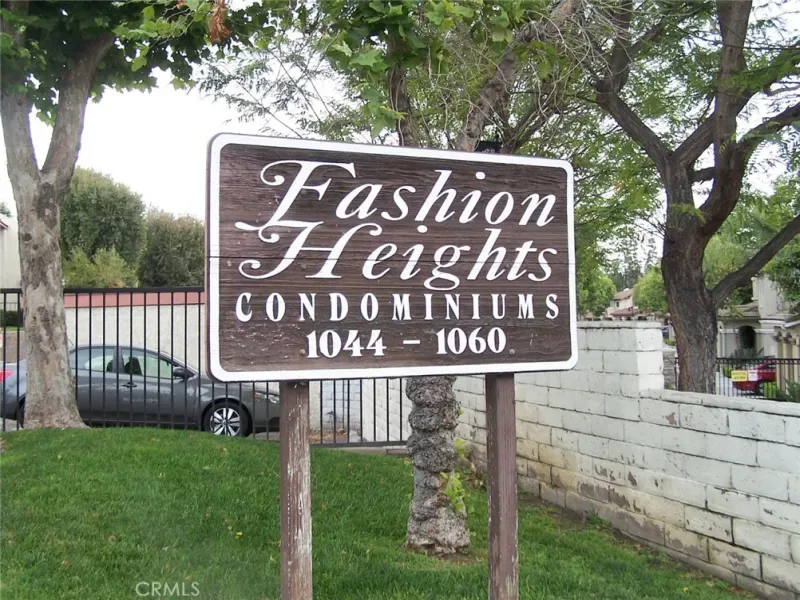 Fashion
Heights
CONDOMINIUMS
1044 - 1060
CRMLS